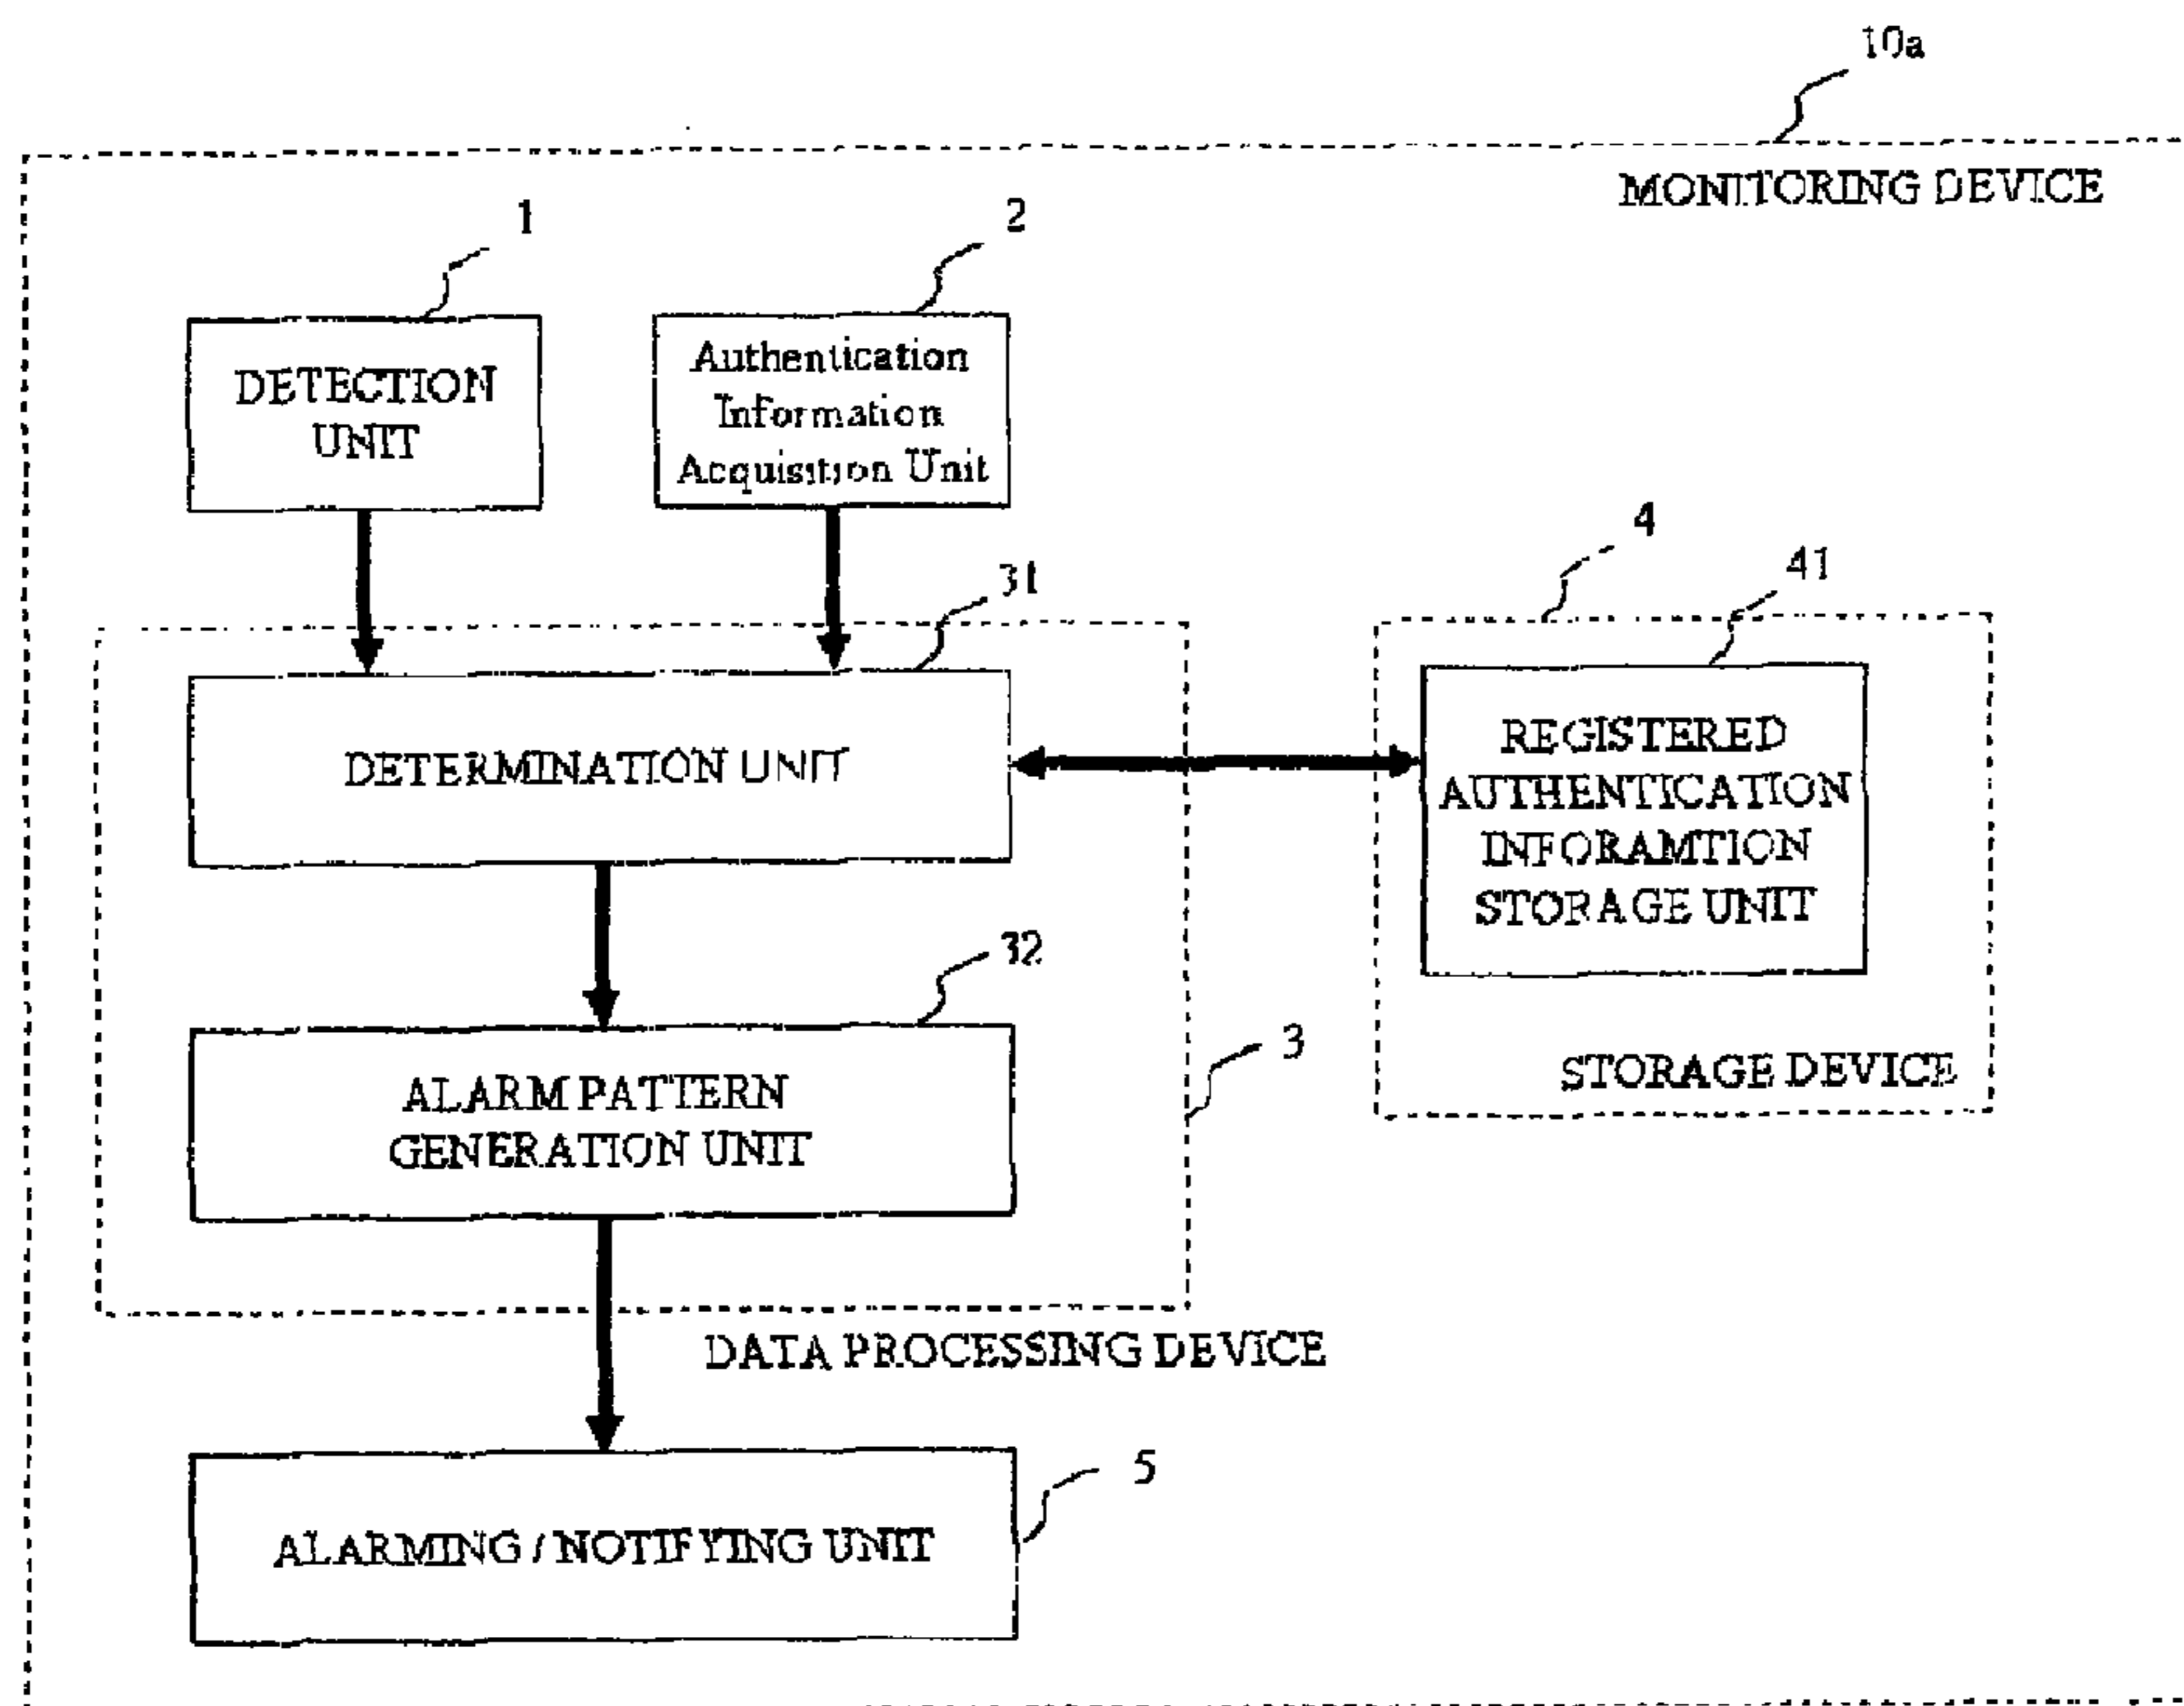 10a
MONITORING DEVICE
1
2
DETECTION
UNIT
Authentication
Information
Acquisition Unit
4
31
41
DETERMINATION UNIT
REGISTERED
AUTHENTICATION
INFORAMTION
STORAGE UNIT
32
3
ALARM PATTERN
GENERATION UNIT
STORAGE DEVICE
DATA PROCESSING DEVICE
5
ALARMING / NOTIFYING UNIT